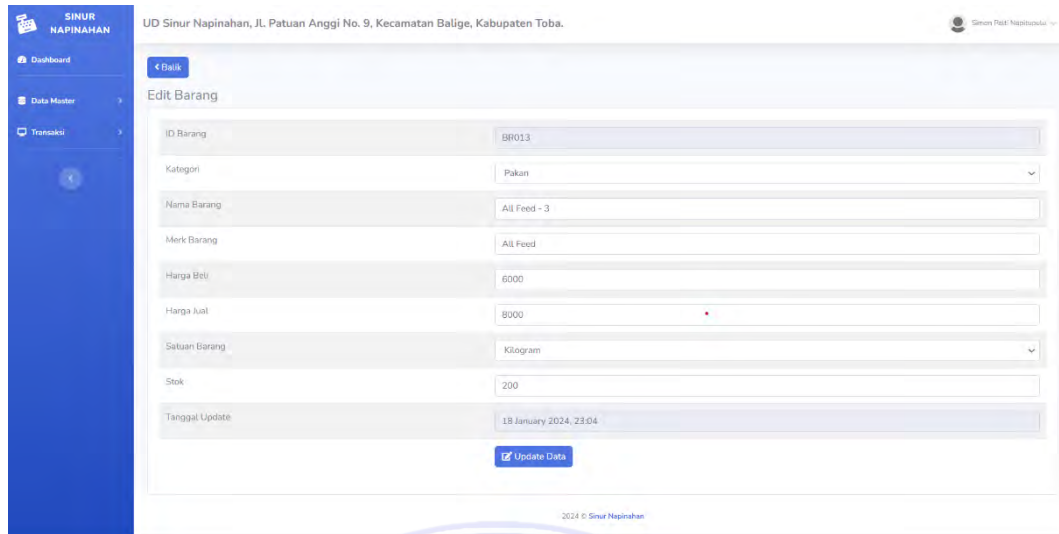 SINUR
NAPINAHAN
UD Sinur Napinahan, Jl. Patuan Anggi No. 9, Kecamatan Balige, Kabupaten Toba.
Simon Patti Napitupulu
Dashboard
Data Master
Transaksi
Balik
Edit Barang
ID Barang
BR013
Kategori
Pakan
Nama Barang
All Feed - 3
Merk Barang
All Feed
Harga Beli
6000
Harga Jual
8000
Satuan Barang
Kilogram
Stok
200
Tanggal Update
18 January 2024, 23:04
Update Data
2024 © Sinur Napinahan